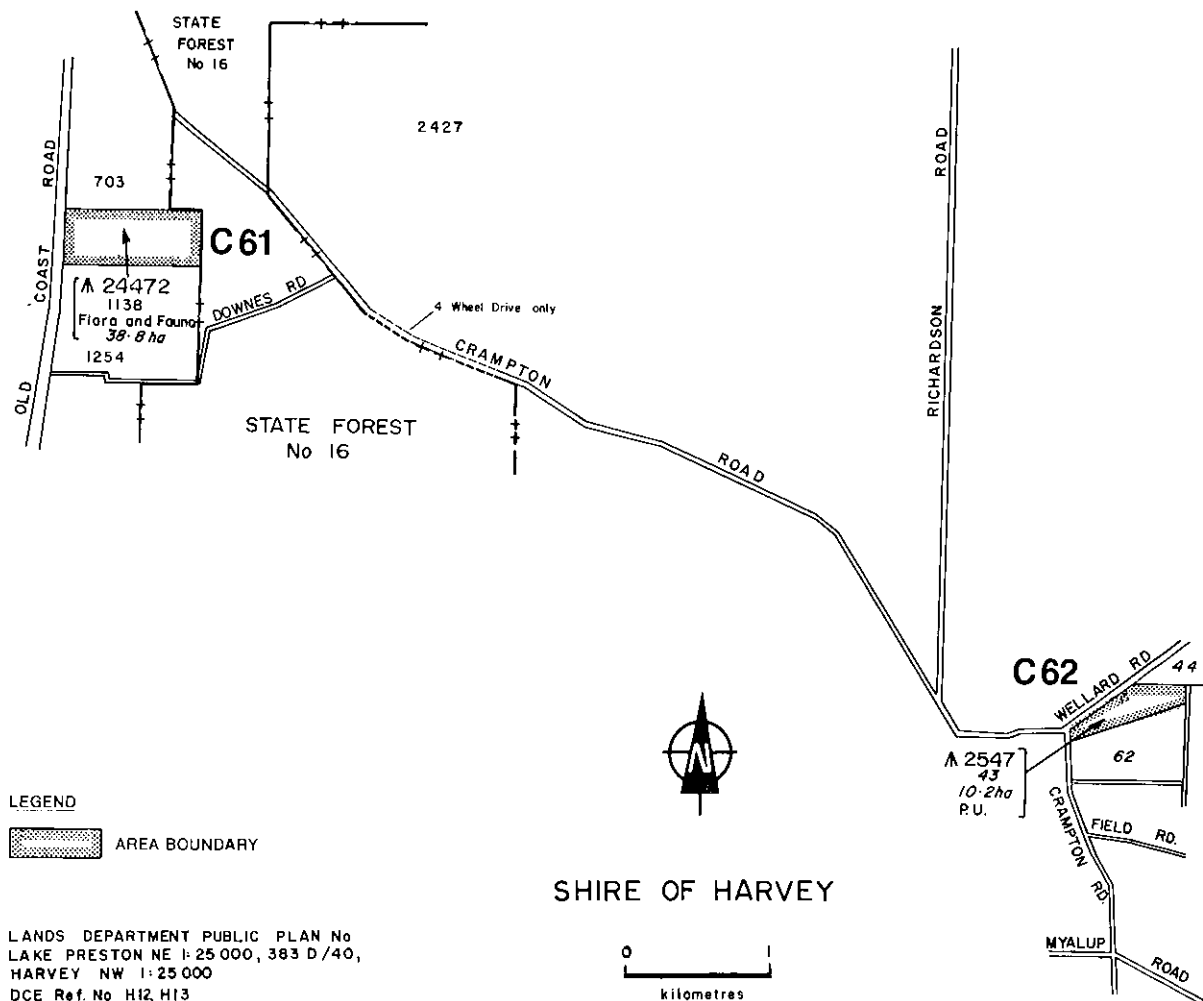 STATE
FOREST
No 16
2427
703
C61
OLD COAST ROAD
24472
1138
Flora and Fauna
38·8 ha
1254
DOWNES RD
4 Wheel Drive only
CRAMPTON ROAD
STATE FOREST
No 16
RICHARDSON ROAD
C62
WELLARD RD
44
2547
43
10·2ha
P.U.
62
CRAMPTON RD.
FIELD RD.
MYALUP ROAD
N
LEGEND
AREA BOUNDARY
SHIRE OF HARVEY
LANDS DEPARTMENT PUBLIC PLAN No
LAKE PRESTON NE 1:25 000, 383 D/40,
HARVEY NW 1:25 000
DCE Ref. No H12, H13
0 1
kilometres